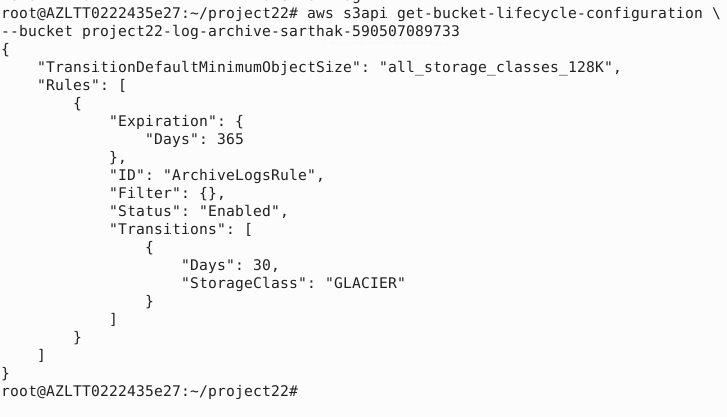 root@AZLTT0222435e27:~/project22# aws s3api get-bucket-lifecycle-configuration \
--bucket project22-log-archive-sarthak-590507089733
{
    "TransitionDefaultMinimumObjectSize": "all_storage_classes_128K",
    "Rules": [
        {
            "Expiration": {
                "Days": 365
            },
            "ID": "ArchiveLogsRule",
            "Filter": {},
            "Status": "Enabled",
            "Transitions": [
                {
                    "Days": 30,
                    "StorageClass": "GLACIER"
                }
            ]
        }
    ]
}
root@AZLTT0222435e27:~/project22#